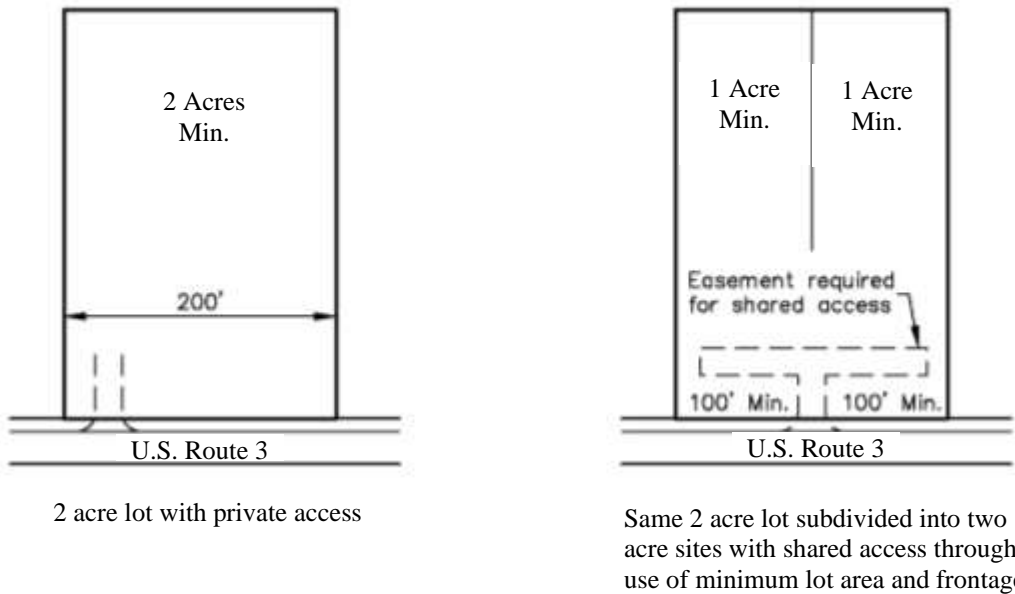 2 Acres
Min.
200'
U.S. Route 3
2 acre lot with private access
1 Acre
Min.
1 Acre
Min.
Easement required
for shared access
100' Min.
100' Min.
U.S. Route 3
Same 2 acre lot subdivided into two
acre sites with shared access through
use of minimum lot area and frontage